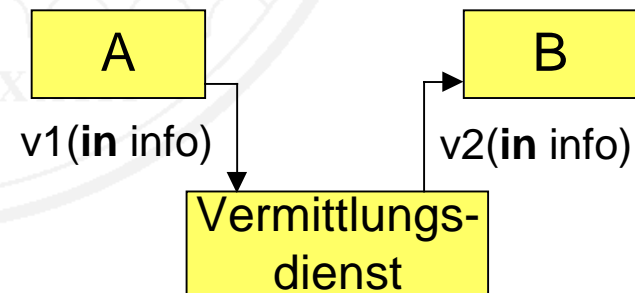 A
B
v1(in info)
v2(in info)
Vermittlungs-
dienst